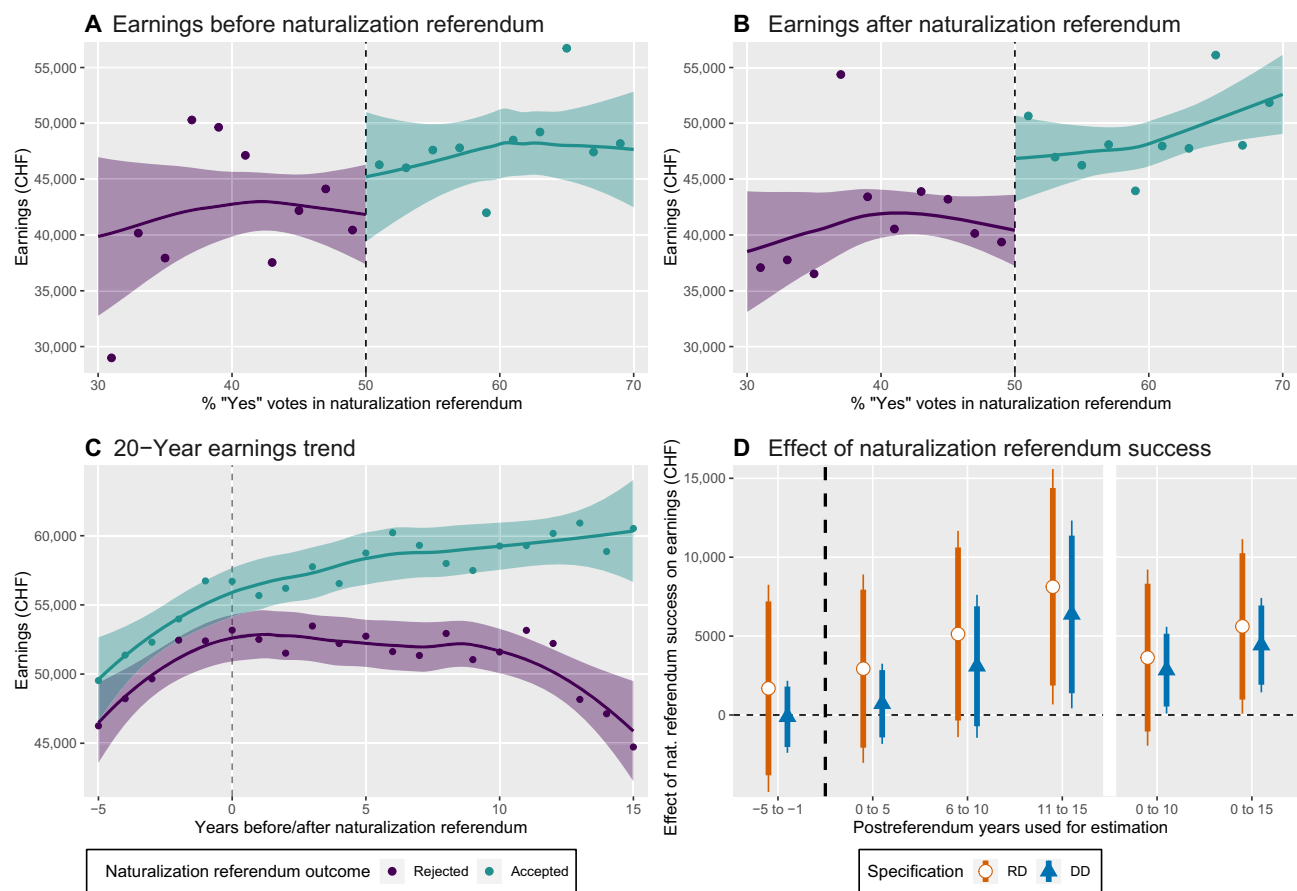 A Earnings before naturalization referendum
55,000
50,000
45,000
40,000
35,000
30,000
Earnings (CHF)
30
40
50
60
70
% "Yes" votes in naturalization referendum
B Earnings after naturalization referendum
55,000
50,000
45,000
40,000
35,000
30,000
Earnings (CHF)
30
40
50
60
70
% "Yes" votes in naturalization referendum
C 20−Year earnings trend
60,000
55,000
50,000
45,000
Earnings (CHF)
−5
0
5
10
15
Years before/after naturalization referendum
Naturalization referendum outcome Rejected Accepted
D Effect of naturalization referendum success
15,000
10,000
5000
0
Effect of nat. referendum success on earnings (CHF)
−5 to −1
0 to 5
6 to 10
11 to 15
0 to 10
0 to 15
Postreferendum years used for estimation
Specification RD DD